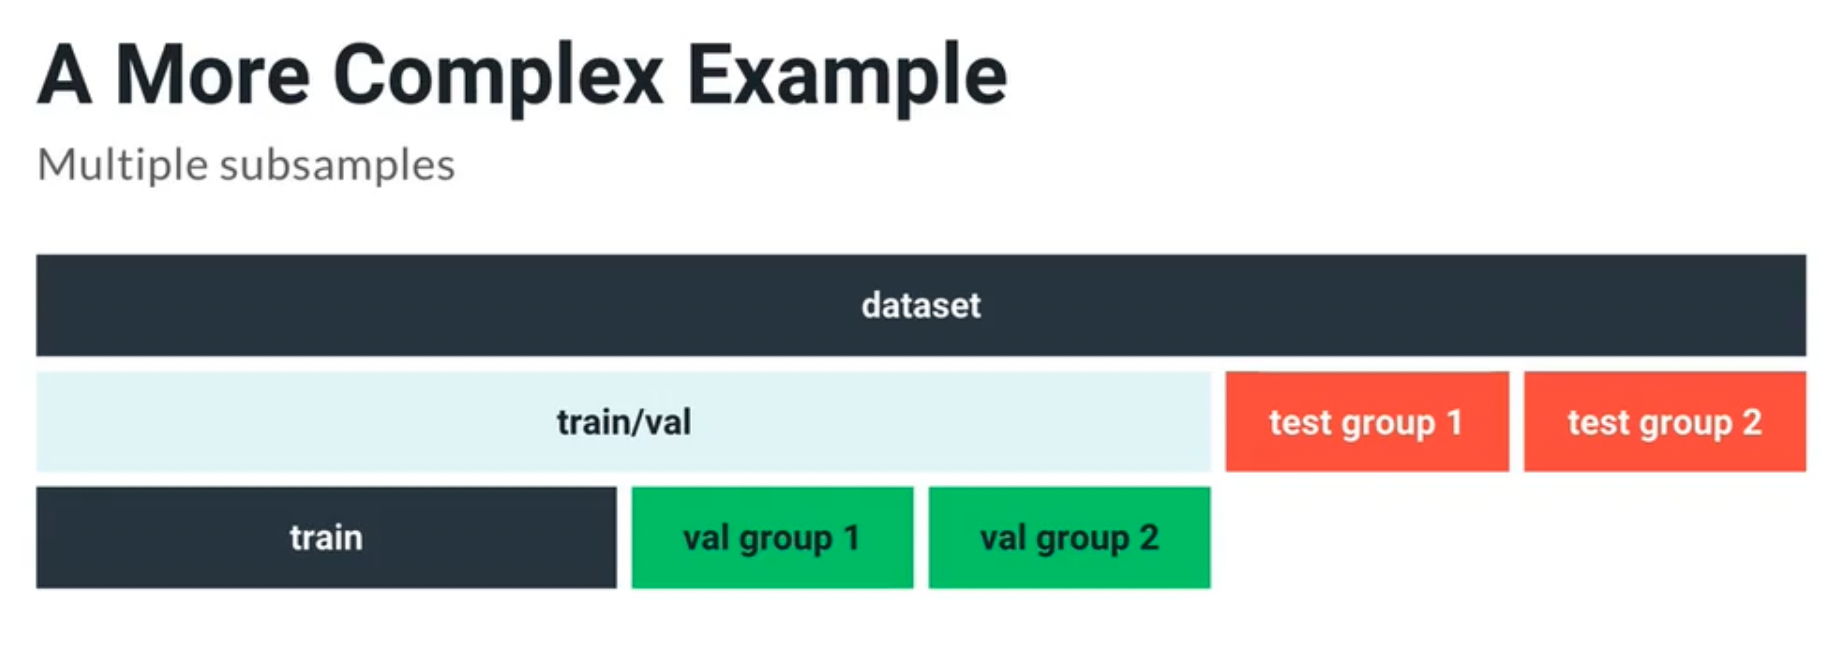 A More Complex Example
Multiple subsamples
dataset
train/val
test group 1
test group 2
train
val group 1
val group 2